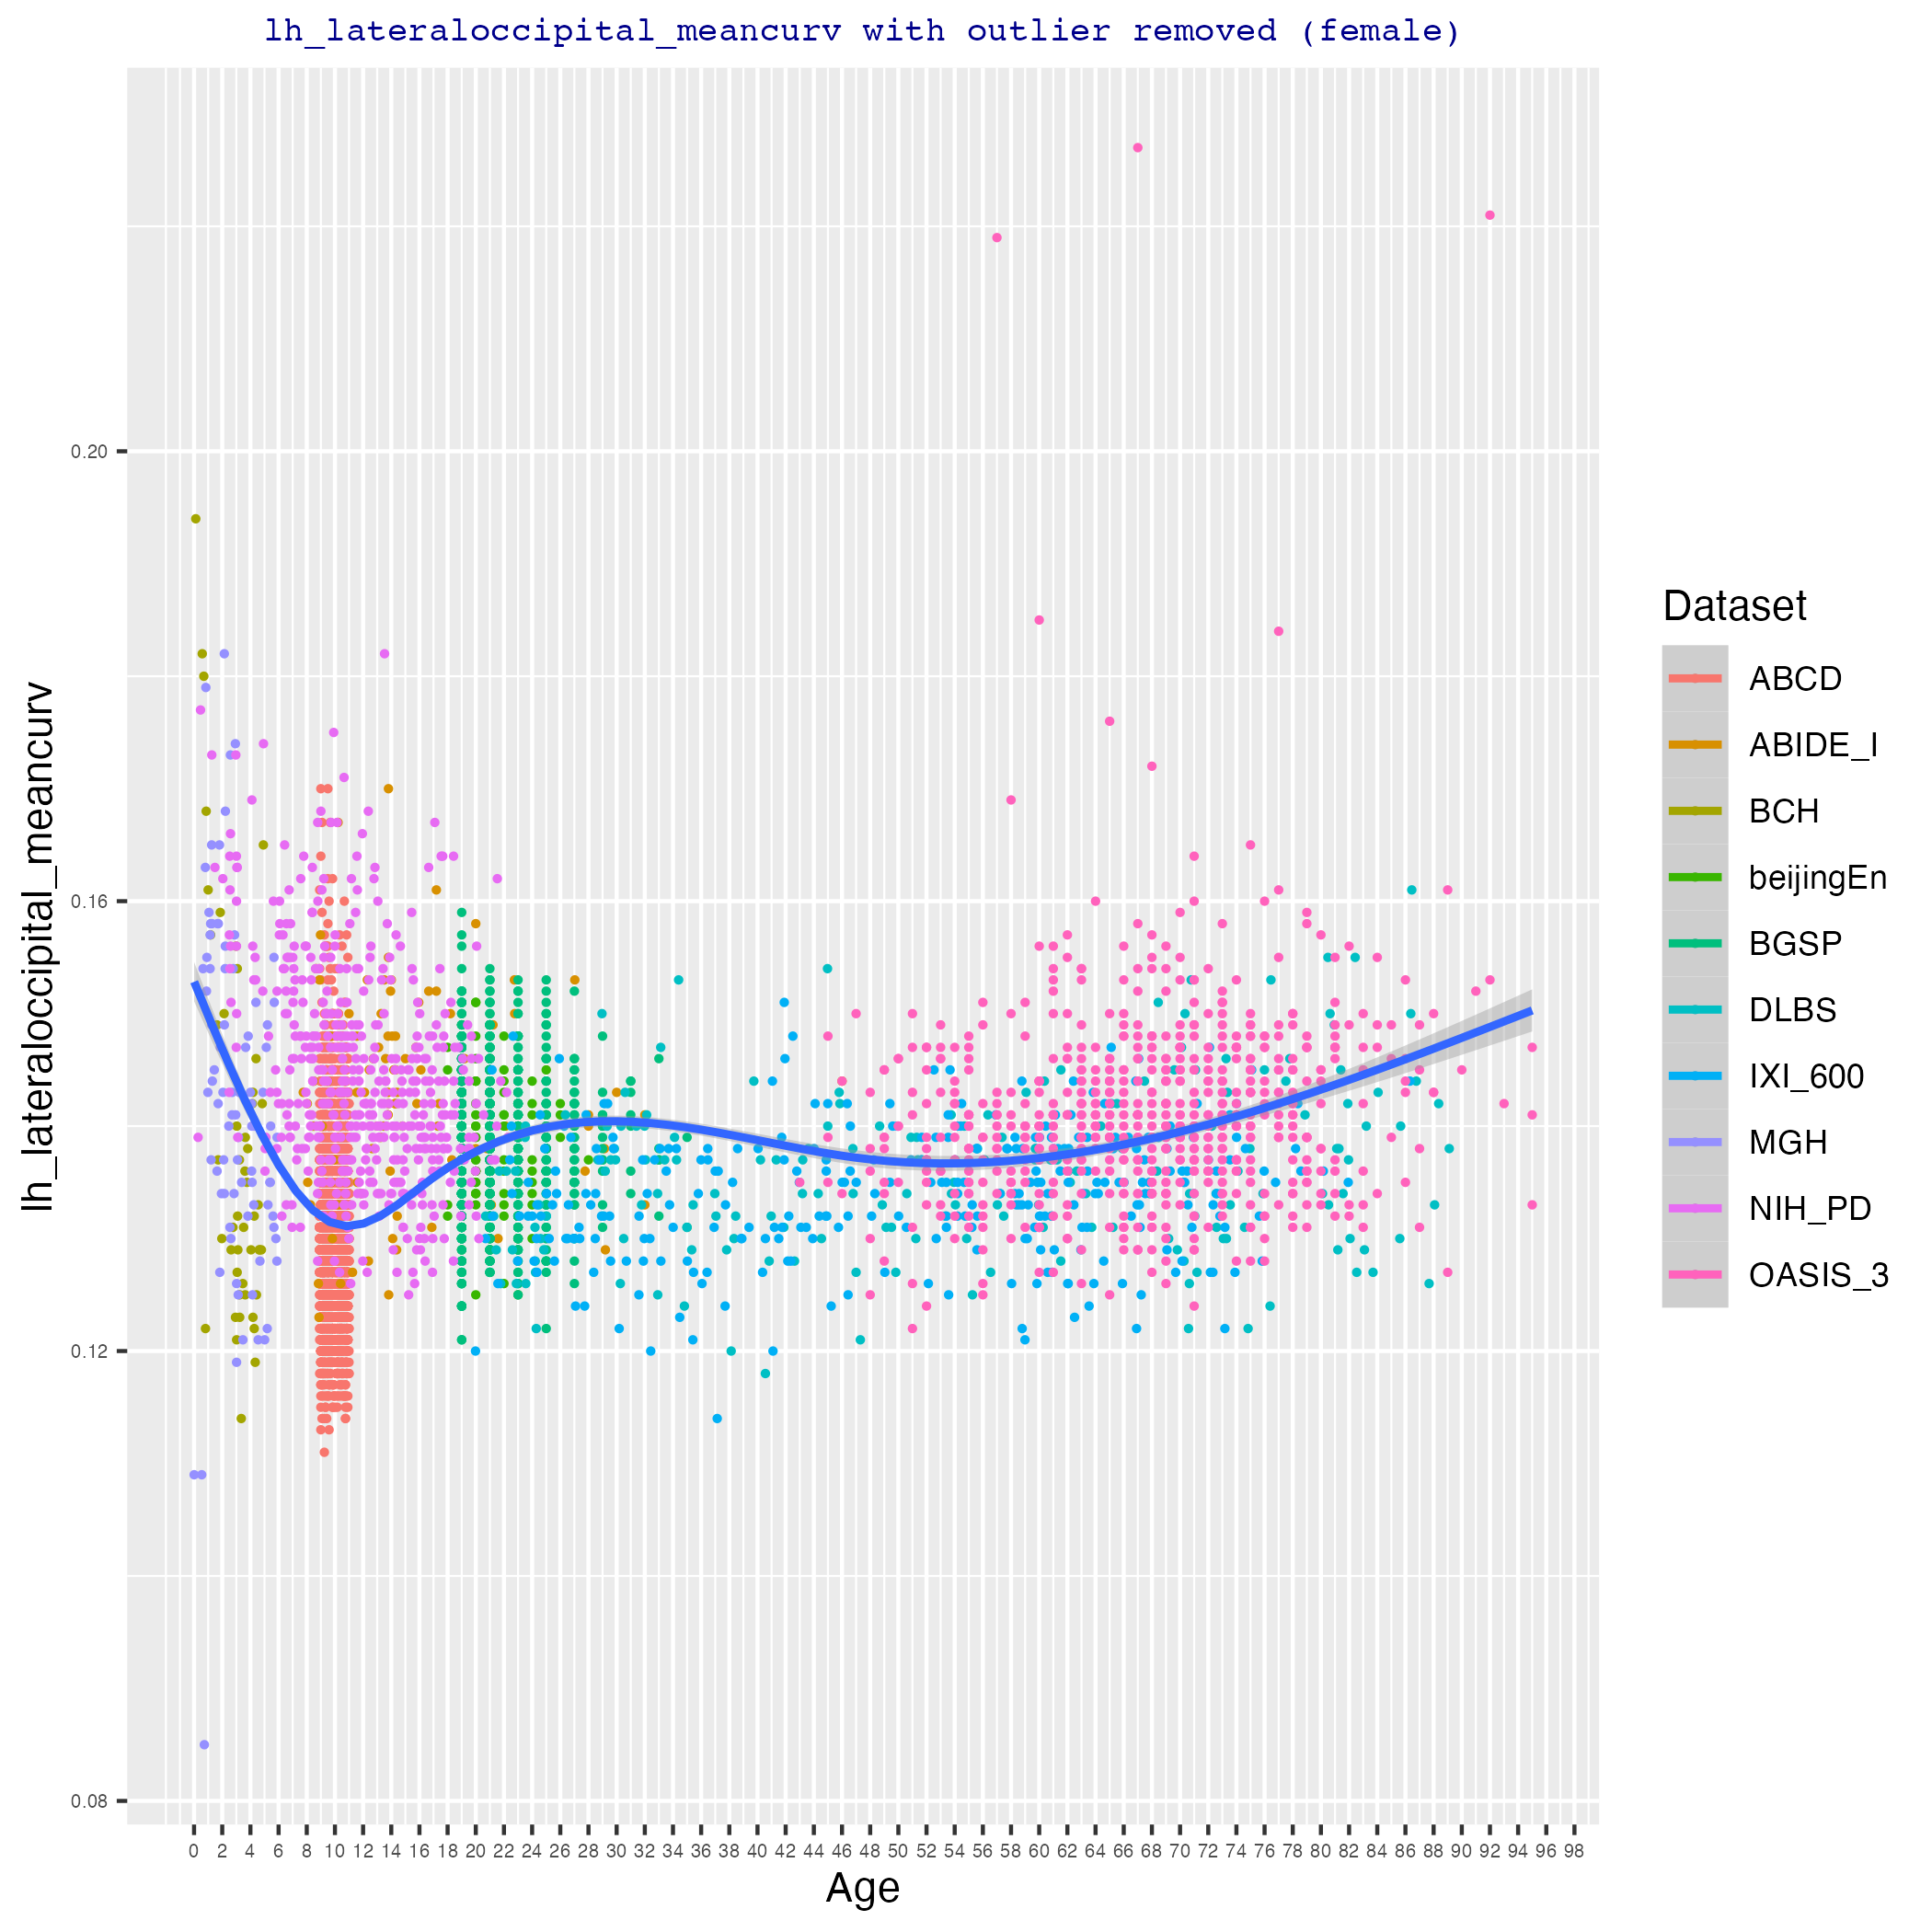 lh_lateraloccipital_meancurv with outlier removed (female)
lh_lateraloccipital_meancurv
0.20
0.16
0.12
0.08
0 2 4 6 8 10 12 14 16 18 20 22 24 26 28 30 32 34 36 38 40 42 44 46 48 50 52 54 56 58 60 62 64 66 68 70 72 74 76 78 80 82 84 86 88 90 92 94 96 98
Age
Dataset
ABCD
ABIDE_I
BCH
beijingEn
BGSP
DLBS
IXI_600
MGH
NIH_PD
OASIS_3